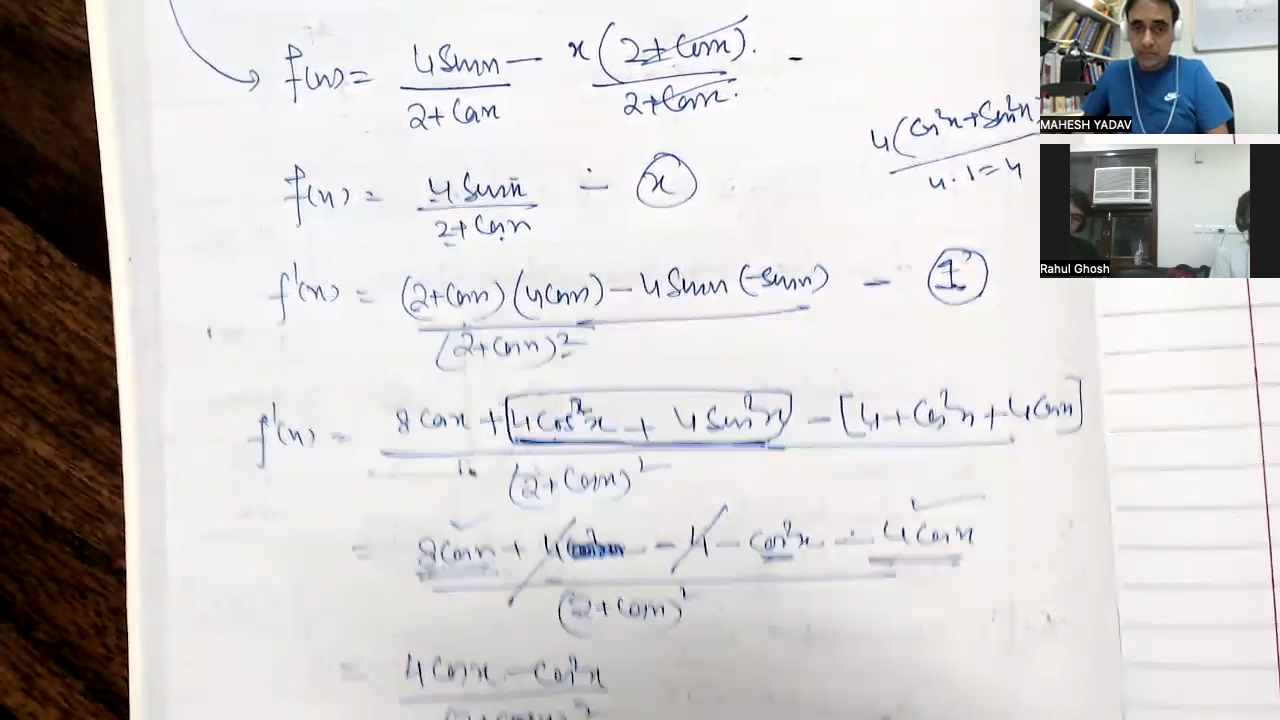 f(x) = 4Sinx / 2+Cosx − x(2+Cosx). / 2+Cosx. −
4(Cos²x+Sin²x / 4.1=4
f(x) = 4Sinx / 2+Cosx − x
f'(x) = (2+Cosx)(4Cosx) − 4Sinx(-Sinx) / (2+Cosx)² − 1
f'(x) = 8Cosx + [4Cos²x + 4Sin²x] − [4+Cos²x+4Cosx] / (2+Cosx)²
= 8Cosx + 4 − 4 − Cos²x − 4Cosx / (2+Cosx)²
= 4Cosx − Cos²x
MAHESH YADAV
Rahul Ghosh